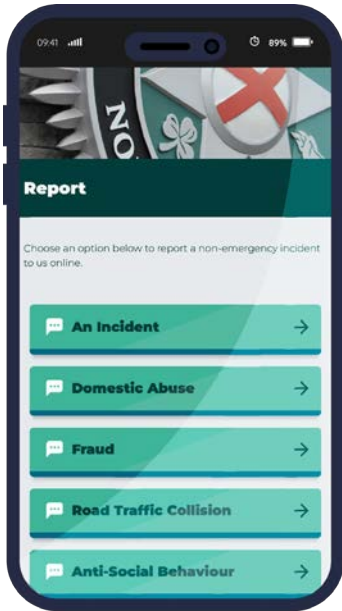 09:41
89%
NO
Report
Choose an option below to report a non-emergency incident
to us online.
An Incident
Domestic Abuse
Fraud
Road Traffic Collision
Anti-Social Behaviour